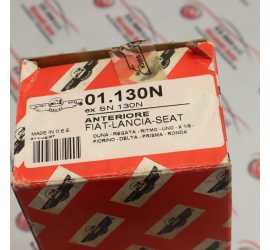 01.130N
ex SN 130N
ANTERIORE
FIAT-LANCIA-SEAT
DUNA - REGATA - RITMO - UNO - X 1/9 -
FIORINO - DELTA - PRISMA - RONDA
MADE IN